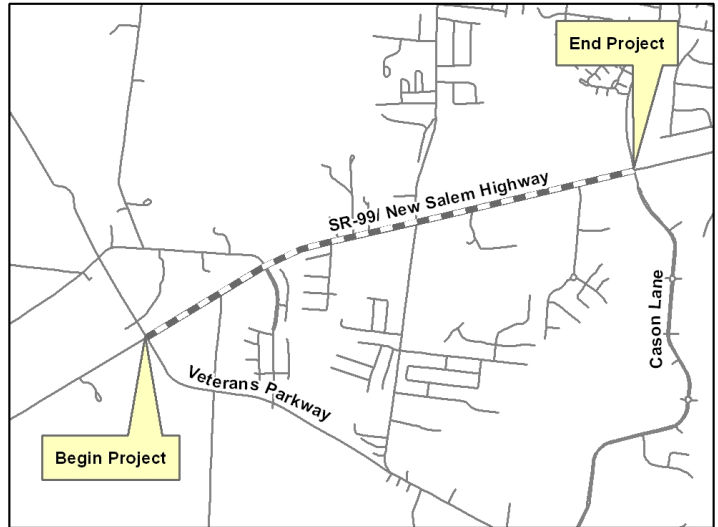 End Project
SR-99/ New Salem Highway
Cason Lane
Veterans Parkway
Begin Project